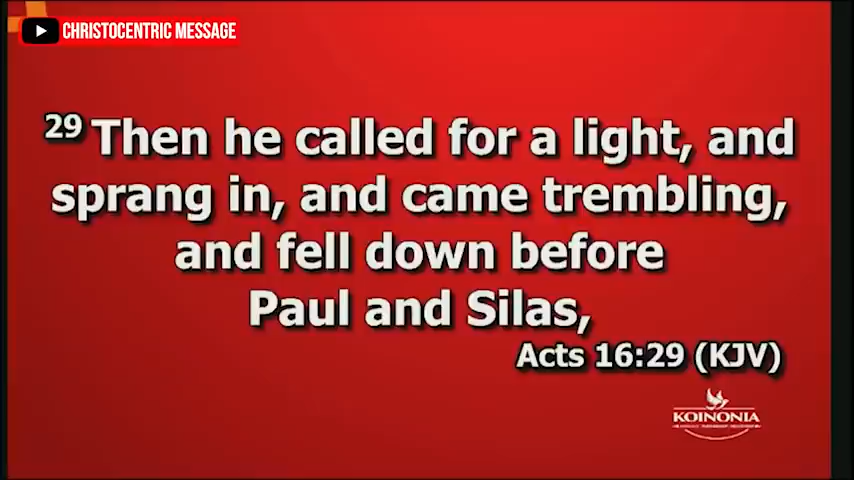 CHRISTOCENTRIC MESSAGE
29 Then he called for a light, and
sprang in, and came trembling,
and fell down before
Paul and Silas,
Acts 16:29 (KJV)
KOINONIA